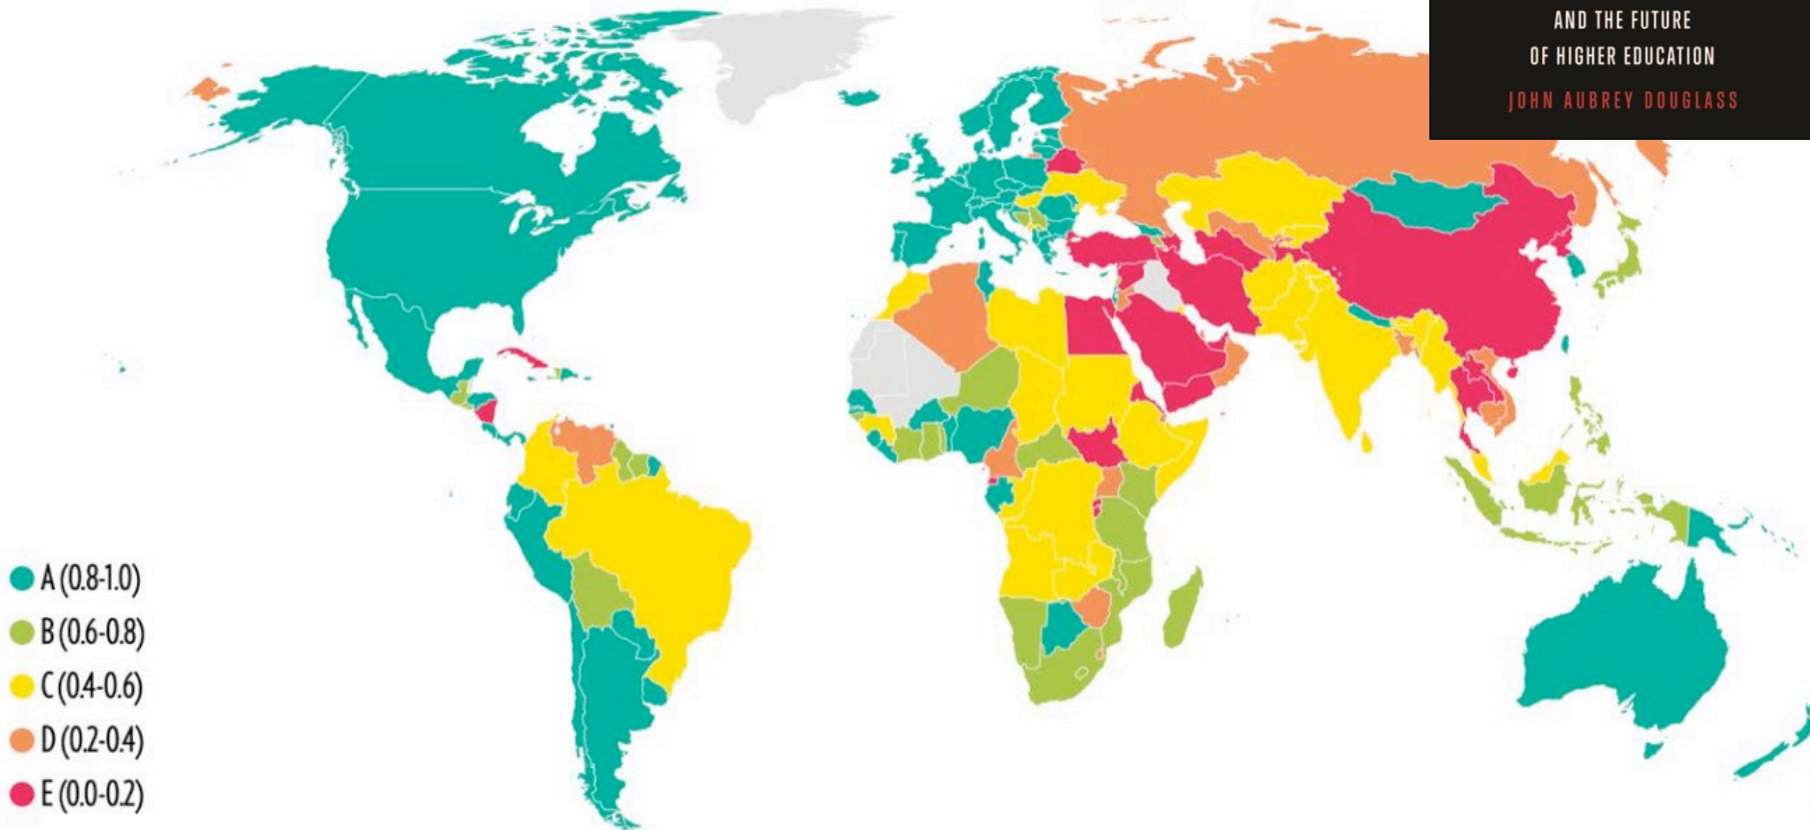 AND THE FUTURE
OF HIGHER EDUCATION
JOHN AUBREY DOUGLASS
A (0.8-1.0)
B (0.6-0.8)
C (0.4-0.6)
D (0.2-0.4)
E (0.0-0.2)